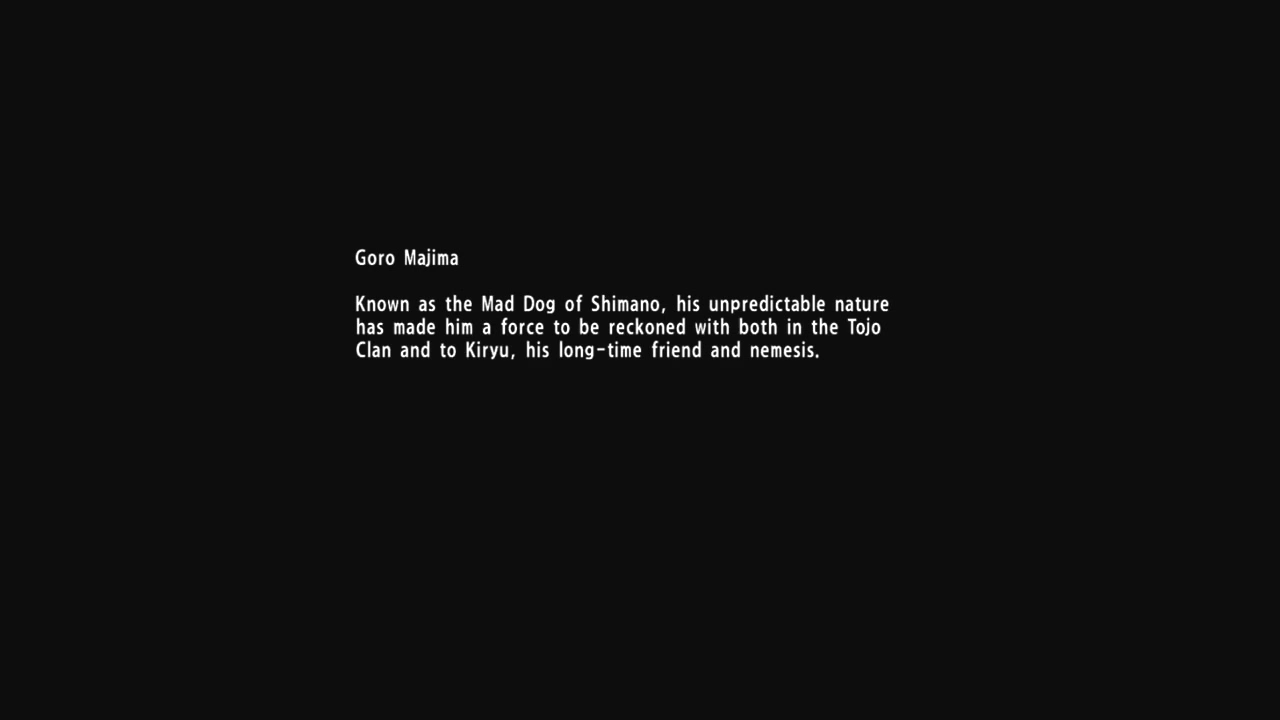 Goro Majima
Known as the Mad Dog of Shimano, his unpredictable nature
has made him a force to be reckoned with both in the Tojo
Clan and to Kiryu, his long-time friend and nemesis.